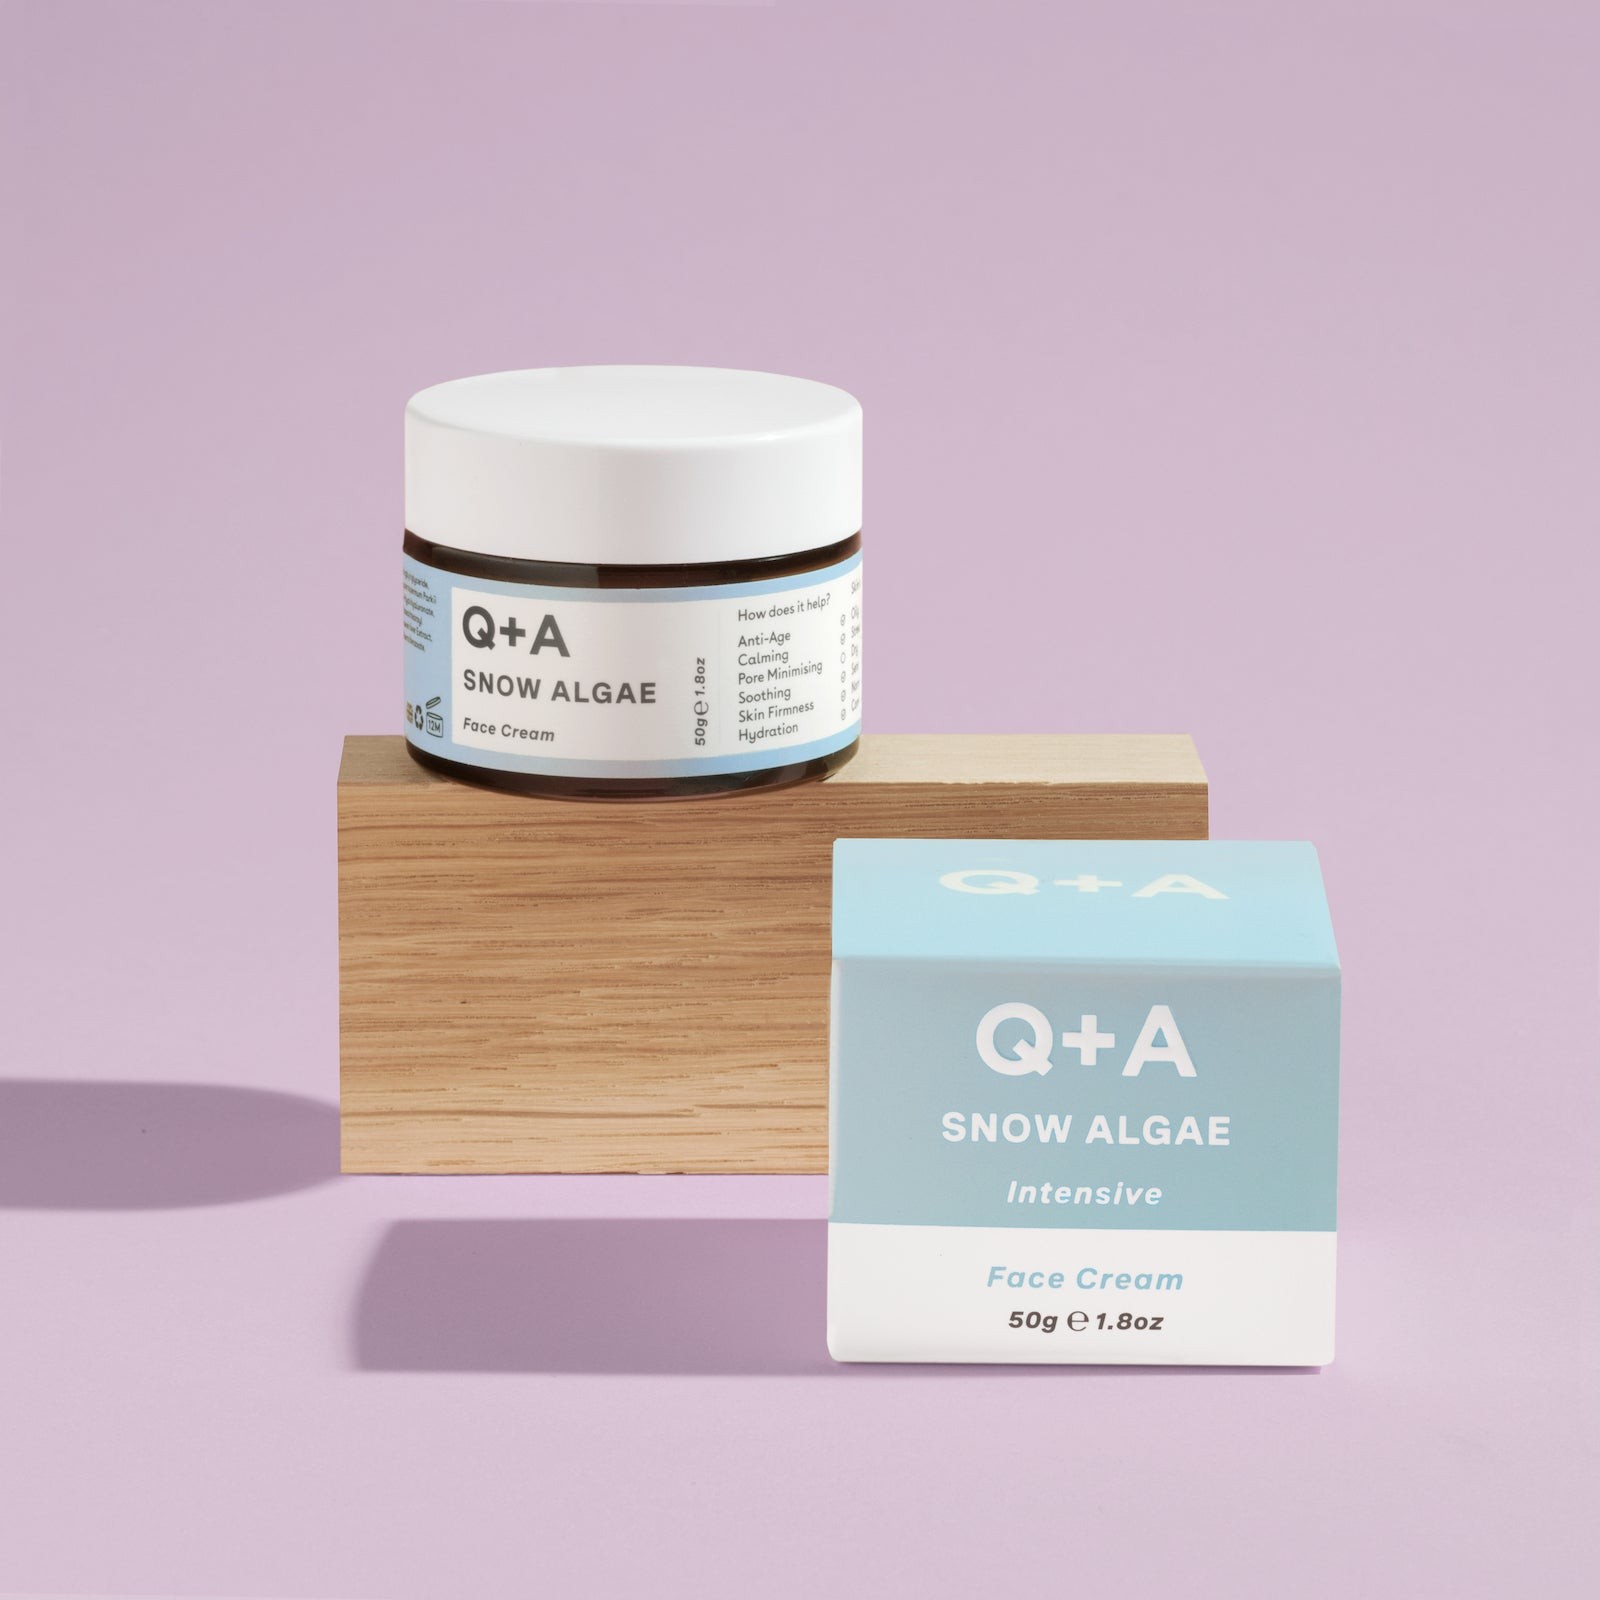 Q+A
SNOW ALGAE
Face Cream
50g ℮ 1.8oz
How does it help?
Anti-Age
Calming
Pore Minimising
Soothing
Skin Firmness
Hydration
12M
Q+A
Q+A
SNOW ALGAE
Intensive
Face Cream
50g ℮ 1.8oz